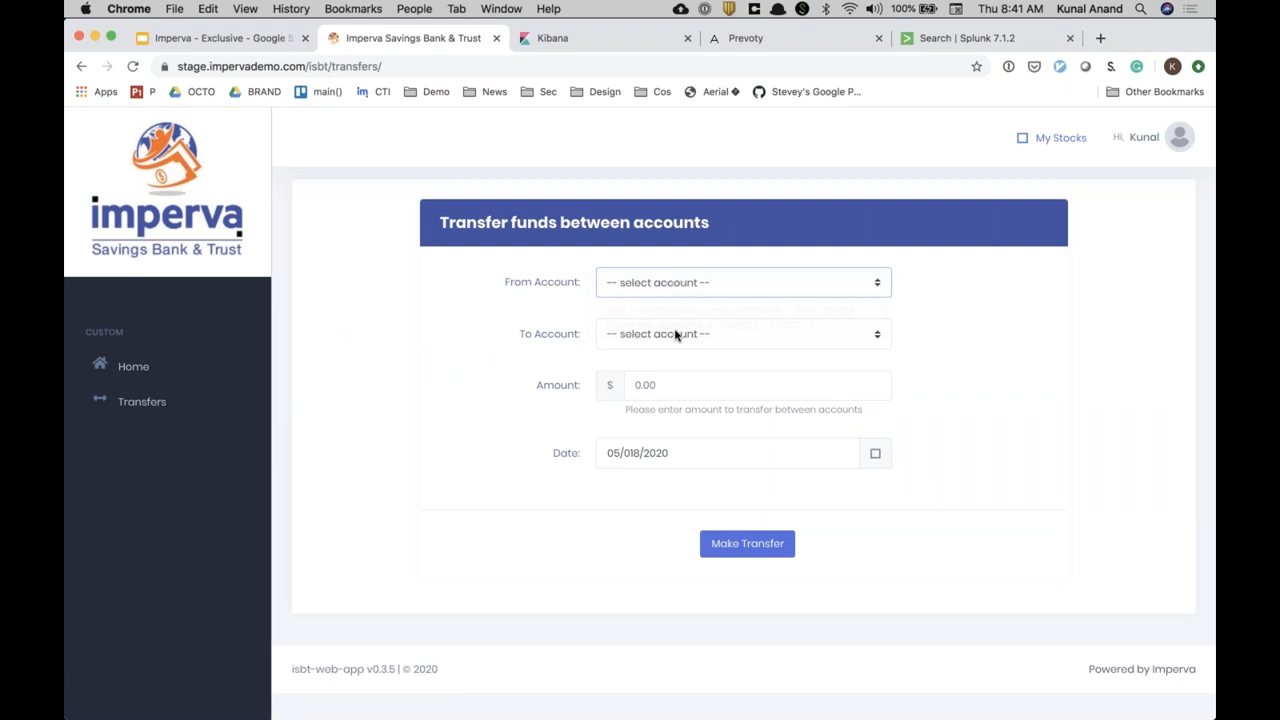 Chrome File Edit View History Bookmarks People Tab Window Help 100% Thu 8:41 AM Kunal Anand
Imperva - Exclusive - Google S × Imperva Savings Bank & Trust × Kibana × Prevoty × Search | Splunk 7.1.2 × +
stage.impervademo.com/isbt/transfers/ S. K
Apps P1 P OCTO BRAND main() im CTI Demo News Sec Design Cos Aerial � Stevey's Google P... Other Bookmarks
imperva
Savings Bank & Trust
My Stocks Hi, Kunal
Transfer funds between accounts
From Account: -- select account --
To Account: -- select account --
Amount: $ 0.00
Please enter amount to transfer between accounts
Date: 05/018/2020
Make Transfer
CUSTOM
Home
Transfers
isbt-web-app v0.3.5 | © 2020 Powered by Imperva